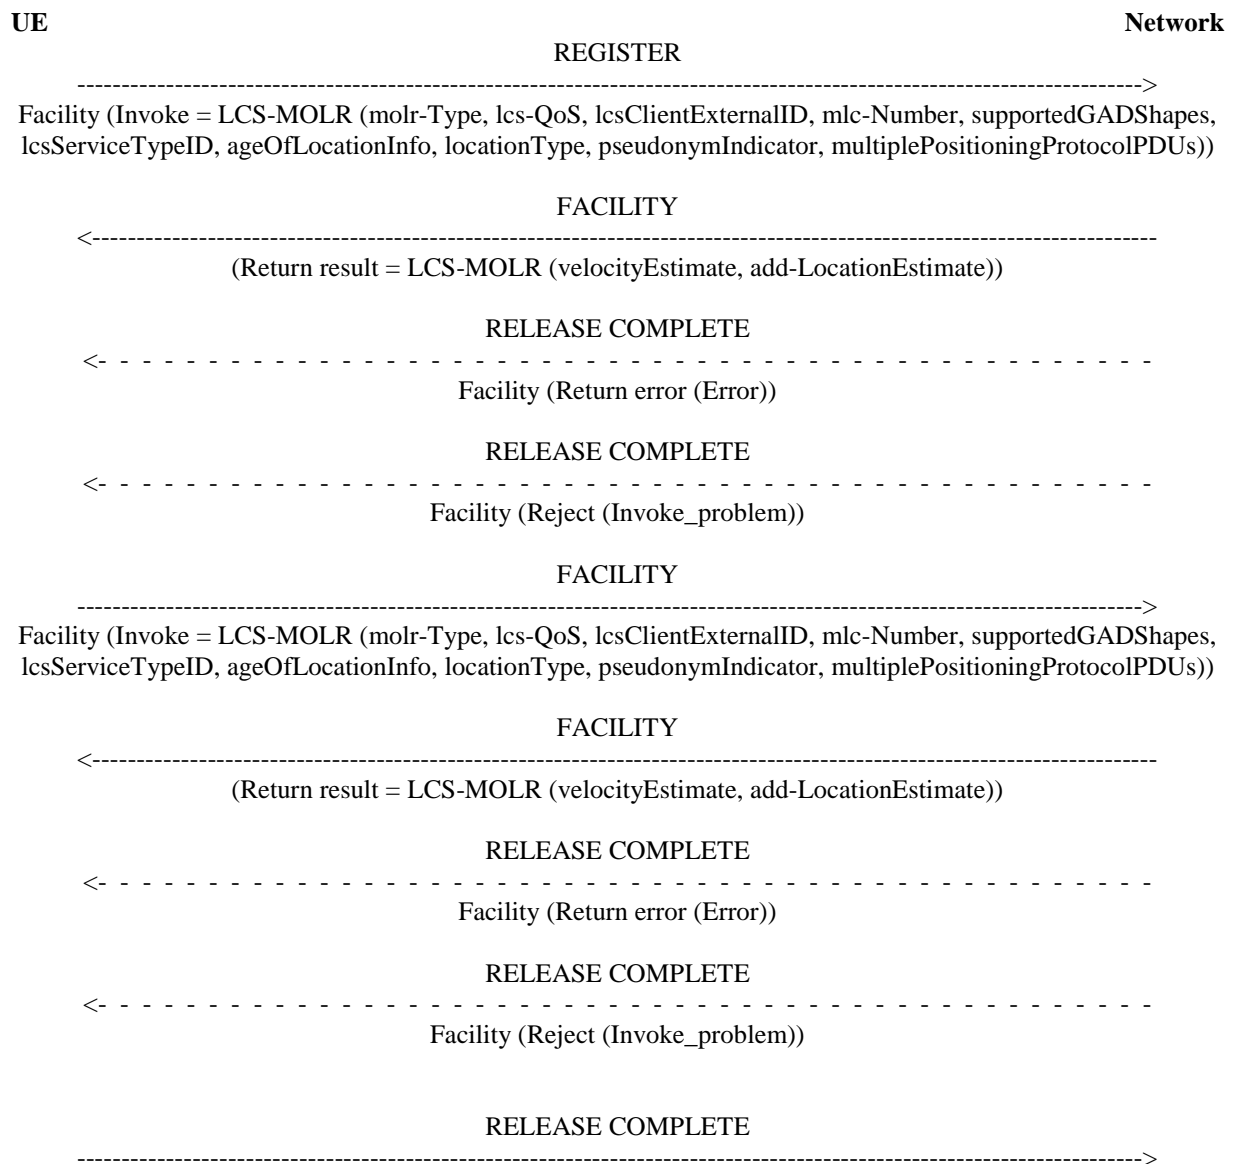 UE Network
REGISTER
------------------------------------------------------------------------------------------------------------------------>
Facility (Invoke = LCS-MOLR (molr-Type, lcs-QoS, lcsClientExternalID, mlc-Number, supportedGADShapes,
lcsServiceTypeID, ageOfLocationInfo, locationType, pseudonymIndicator, multiplePositioningProtocolPDUs))
FACILITY
<------------------------------------------------------------------------------------------------------------------------
(Return result = LCS-MOLR (velocityEstimate, add-LocationEstimate))
RELEASE COMPLETE
<- - - - - - - - - - - - - - - - - - - - - - - - - - - - - - - - - - - - - - - - - - - - - - -
Facility (Return error (Error))
RELEASE COMPLETE
<- - - - - - - - - - - - - - - - - - - - - - - - - - - - - - - - - - - - - - - - - - - - - - -
Facility (Reject (Invoke_problem))
FACILITY
------------------------------------------------------------------------------------------------------------------------>
Facility (Invoke = LCS-MOLR (molr-Type, lcs-QoS, lcsClientExternalID, mlc-Number, supportedGADShapes,
lcsServiceTypeID, ageOfLocationInfo, locationType, pseudonymIndicator, multiplePositioningProtocolPDUs))
FACILITY
<------------------------------------------------------------------------------------------------------------------------
(Return result = LCS-MOLR (velocityEstimate, add-LocationEstimate))
RELEASE COMPLETE
<- - - - - - - - - - - - - - - - - - - - - - - - - - - - - - - - - - - - - - - - - - - - - - -
Facility (Return error (Error))
RELEASE COMPLETE
<- - - - - - - - - - - - - - - - - - - - - - - - - - - - - - - - - - - - - - - - - - - - - - -
Facility (Reject (Invoke_problem))
RELEASE COMPLETE
------------------------------------------------------------------------------------------------------------------------>